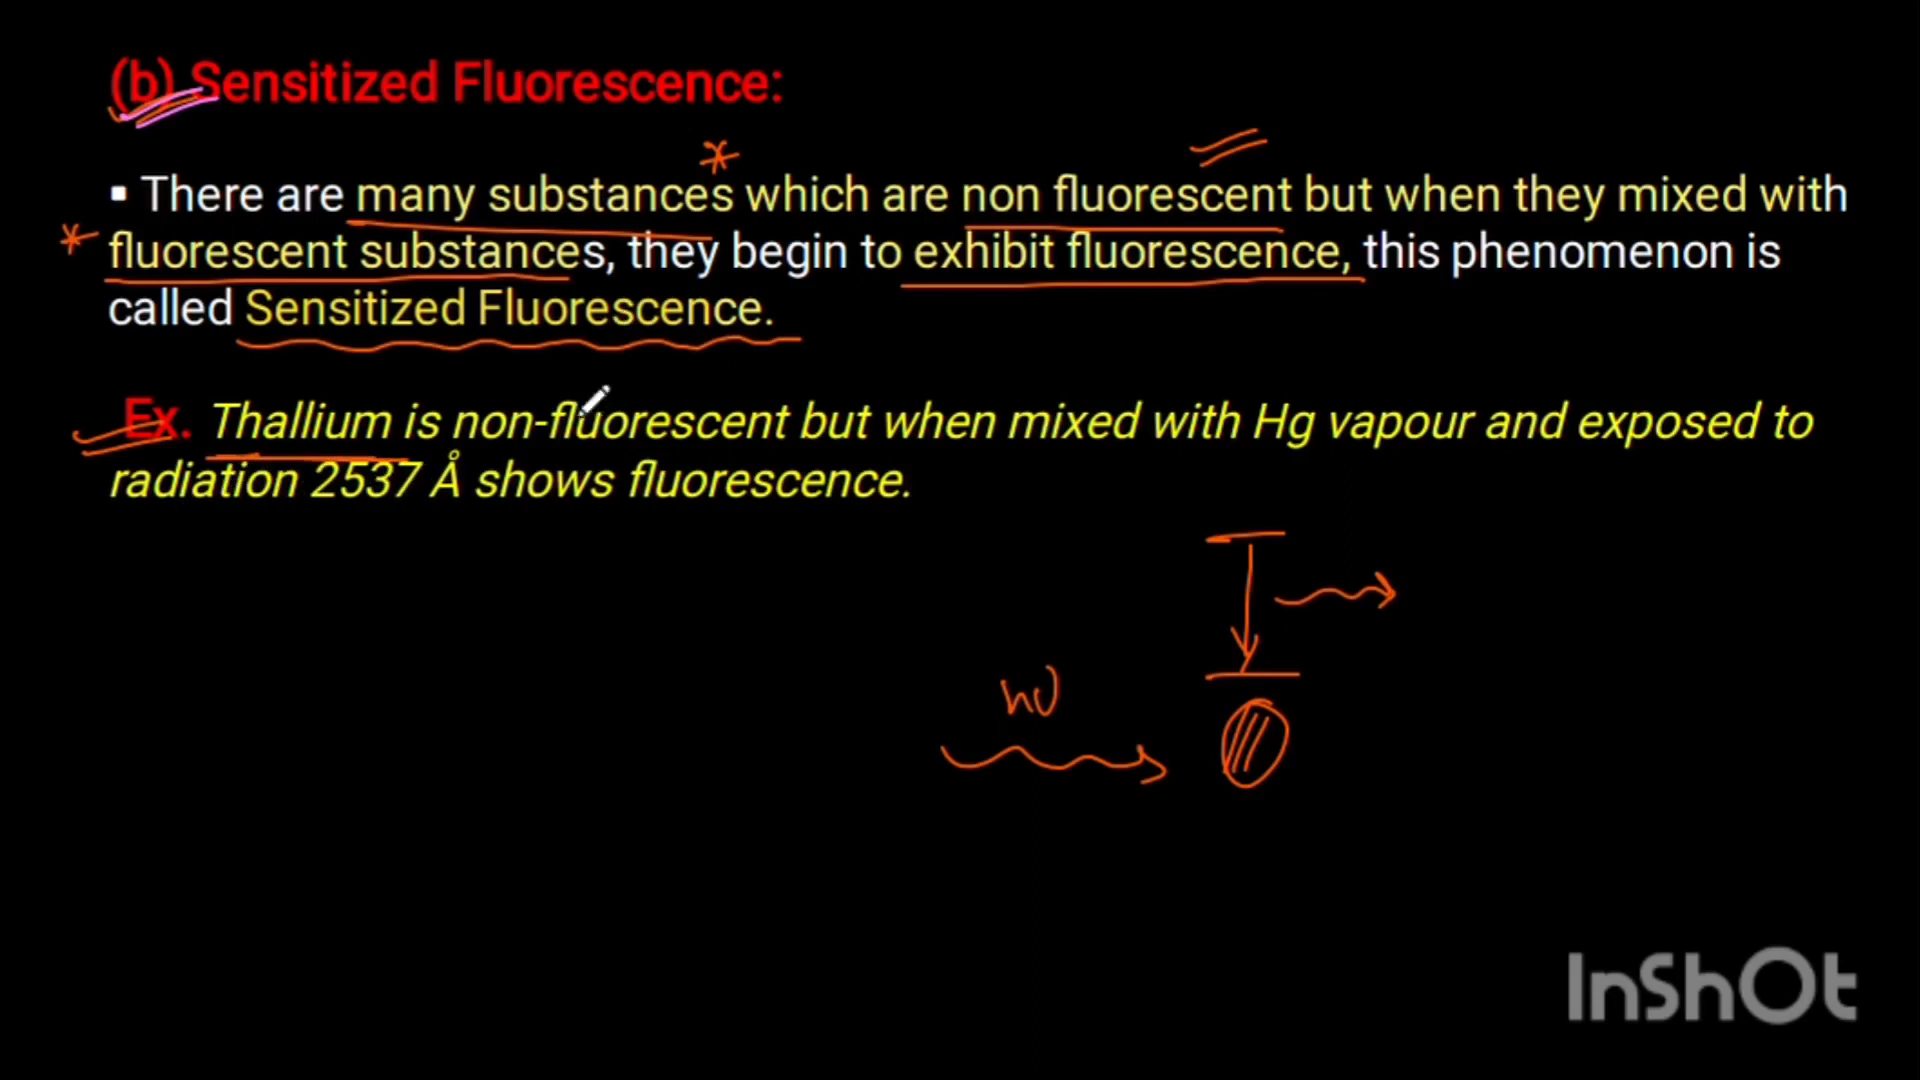 (b) Sensitized Fluorescence:
▪ There are many substances which are non fluorescent but when they mixed with
fluorescent substances, they begin to exhibit fluorescence, this phenomenon is
called Sensitized Fluorescence.
Ex. Thallium is non-fluorescent but when mixed with Hg vapour and exposed to
radiation 2537 Å shows fluorescence.
hν
InShOt